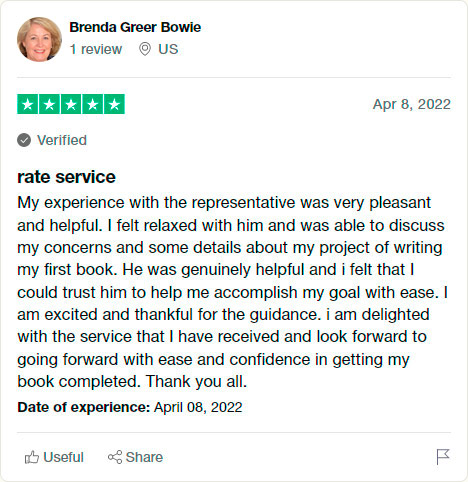 Brenda Greer Bowie
1 review US
Apr 8, 2022
Verified
rate service
My experience with the representative was very pleasant
and helpful. I felt relaxed with him and was able to discuss
my concerns and some details about my project of writing
my first book. He was genuinely helpful and i felt that I
could trust him to help me accomplish my goal with ease. I
am excited and thankful for the guidance. i am delighted
with the service that I have received and look forward to
going forward with ease and confidence in getting my
book completed. Thank you all.
Date of experience: April 08, 2022
Useful Share